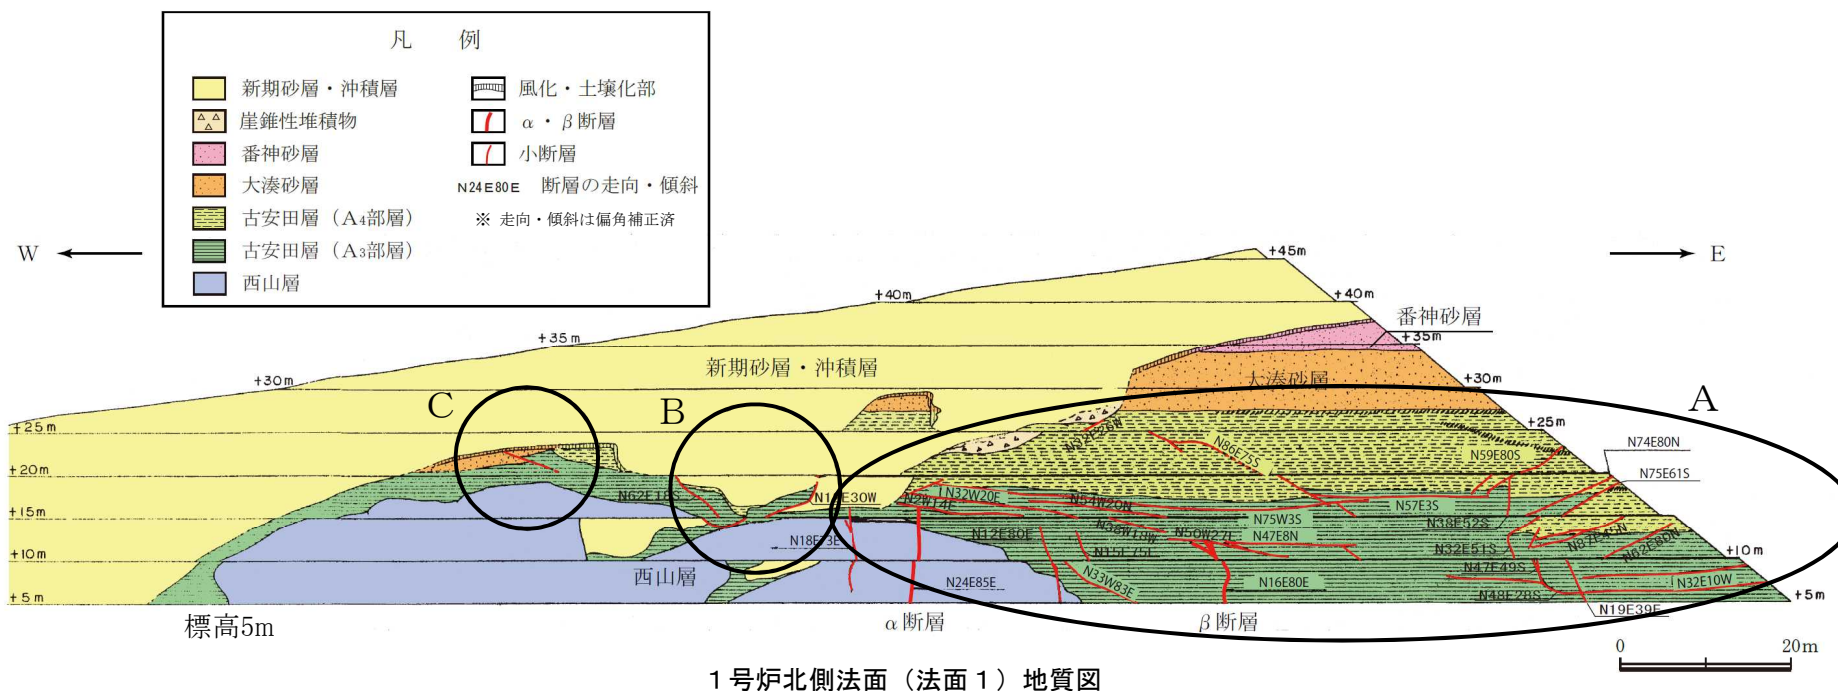 凡 例
新期砂層・沖積層
崖錐性堆積物
番神砂層
大湊砂層
古安田層（A₄部層）
古安田層（A₃部層）
西山層
風化・土壌化部
α・β断層
小断層
N24E80E 断層の走向・傾斜
※ 走向・傾斜は偏角補正済
W
E
+45m
+40m
+40m
番神砂層
+35m
+35m
新期砂層・沖積層
大湊砂層
+30m
+30m
C
B
A
+25m
+25m
N86E75S
N59E80S
N74E80N
+20m
N75E61S
N32W20E
N54W20N
N57E3S
N75W3S
N38E52S
+15m
N12E80E
N50W27E
N47E8N
N18E73E
N32E51S
N62E80N
+10m
+10m
N15E75E
N47E49S
西山層
N24E85E
N33W83E
N16E80E
N32E10W
N48E28S
+5m
+5m
N19E39E
標高5m
α断層
β断層
0 20m
1号炉北側法面（法面1）地質図